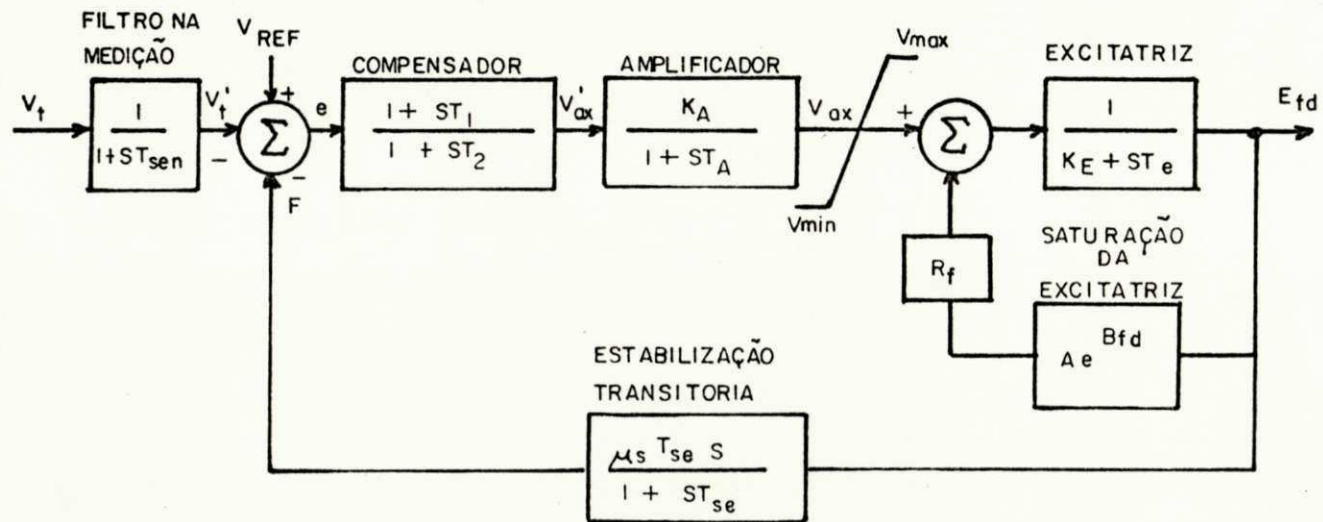 FILTRO NA
MEDIÇÃO
V_REF
COMPENSADOR
AMPLIFICADOR
Vmax
EXCITATRIZ
V_t
1
1+ST_sen
V_t'
+
-
Σ
e
1 + ST_1
1 + ST_2
V_ax'
K_A
1 + ST_A
V_ax
Vmin
+
Σ
1
K_E + ST_e
E_fd
-
F
R_f
SATURAÇÃO
DA
EXCITATRIZ
A e^Bfd
ESTABILIZAÇÃO
TRANSITORIA
μs T_se S
1 + ST_se